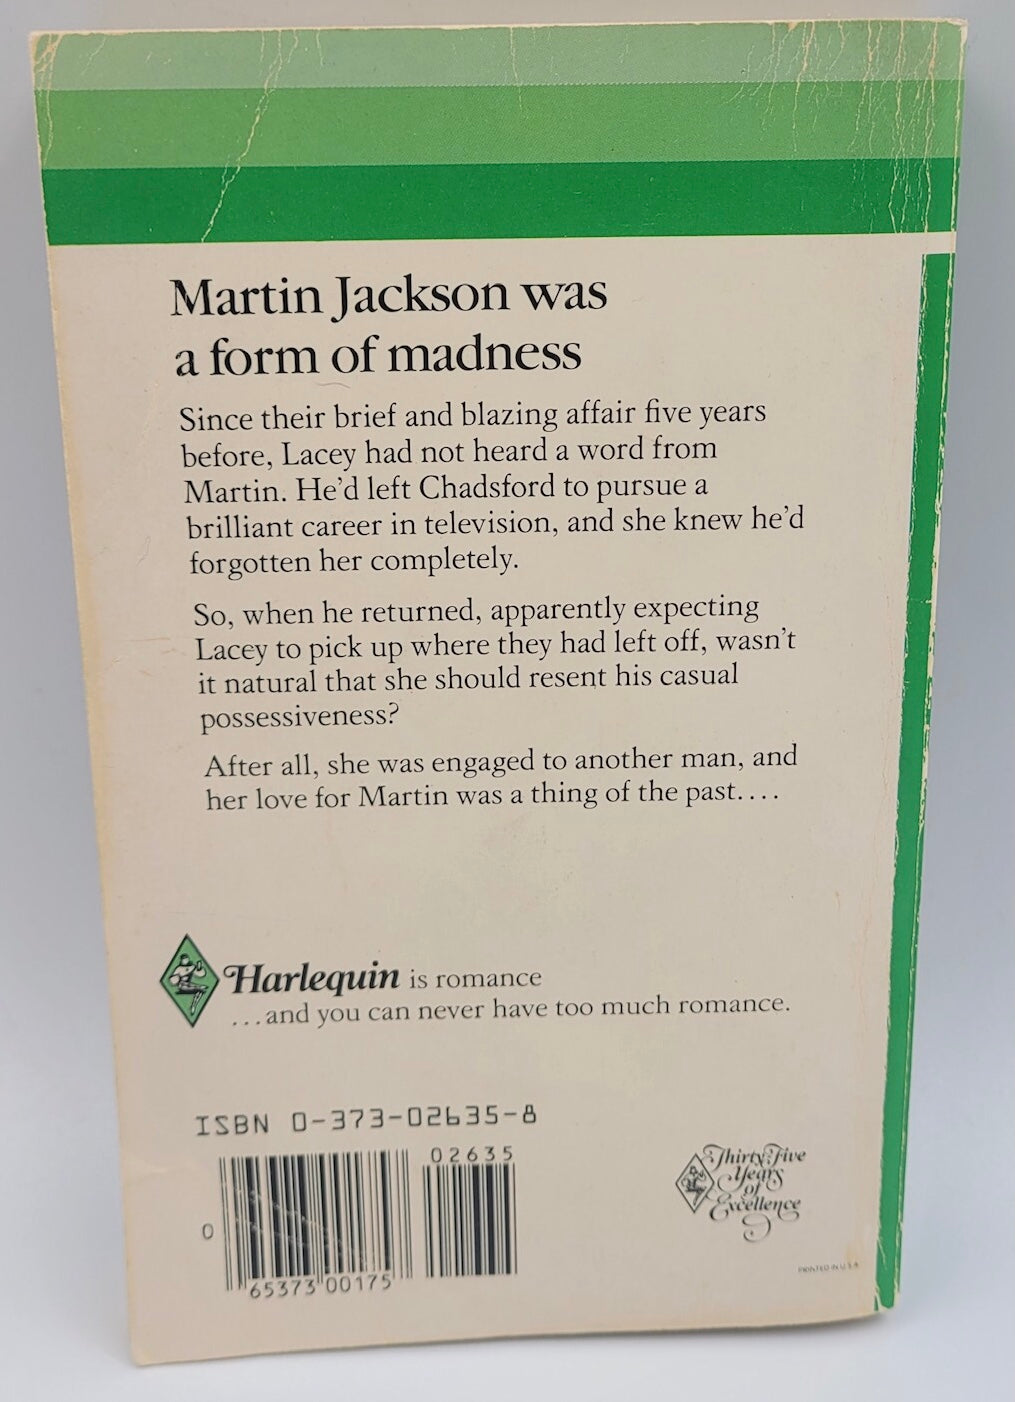 Martin Jackson was
a form of madness
Since their brief and blazing affair five years
before, Lacey had not heard a word from
Martin. He'd left Chadsford to pursue a
brilliant career in television, and she knew he'd
forgotten her completely.
So, when he returned, apparently expecting
Lacey to pick up where they had left off, wasn't
it natural that she should resent his casual
possessiveness?
After all, she was engaged to another man, and
her love for Martin was a thing of the past....
Harlequin is romance
...and you can never have too much romance.
ISBN 0-373-02635-8
02635
0
65373 00175
Thirty Five
Years
of
Excellence
PRINTED IN U.S.A.